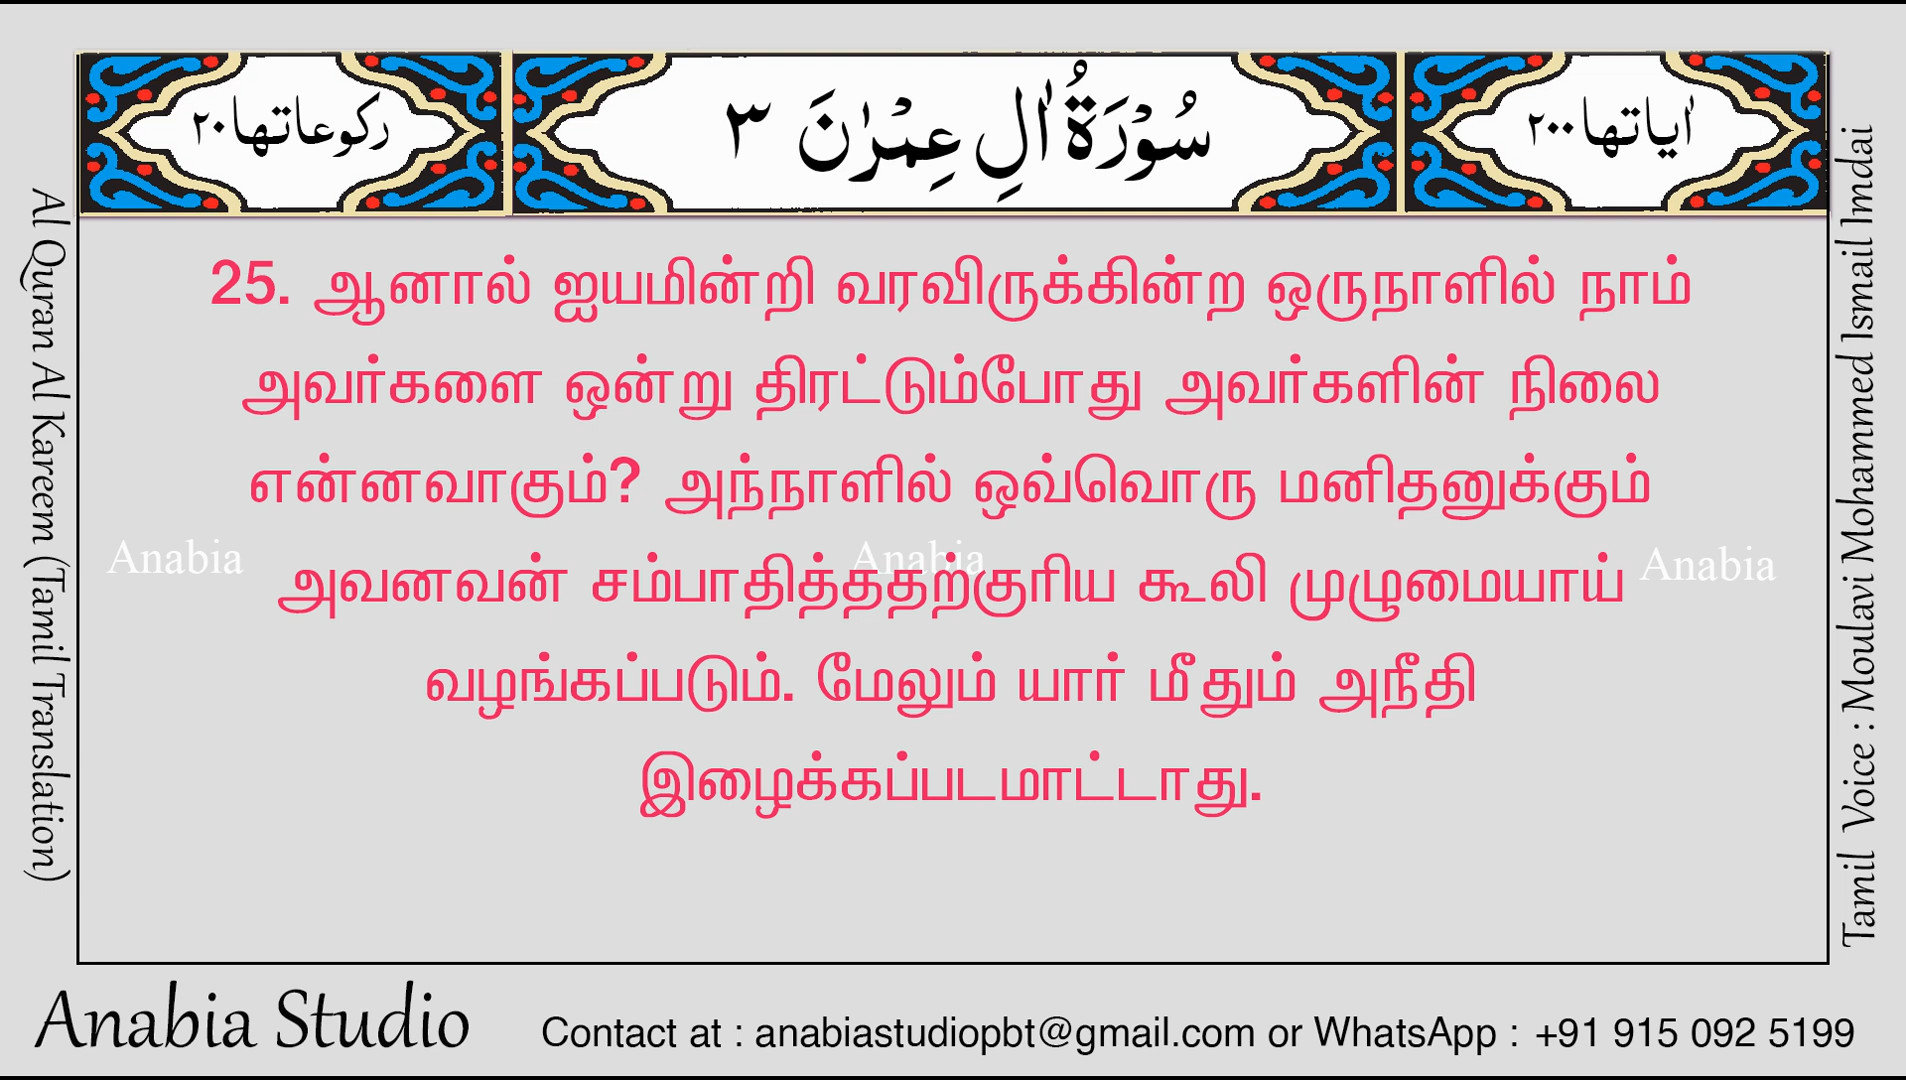 اٰیاتها ٢٠٠
سُوْرَةُ اٰلِ عِمْرٰنَ ٣
رکوعاتها ٢٠
25. ஆனால் ஐயமின்றி வரவிருக்கின்ற ஒருநாளில் நாம்
அவர்களை ஒன்று திரட்டும்போது அவர்களின் நிலை
என்னவாகும்? அந்நாளில் ஒவ்வொரு மனிதனுக்கும்
அவனவன் சம்பாதித்ததற்குரிய கூலி முழுமையாய்
வழங்கப்படும். மேலும் யார் மீதும் அநீதி
இழைக்கப்படமாட்டாது.
Anabia
Anabia
Anabia
Al Quran Al Kareem (Tamil Translation)
Tamil Voice : Moulavi Mohammed Ismail Imdai
Anabia Studio
Contact at : anabiastudiopbt@gmail.com or WhatsApp : +91 915 092 5199